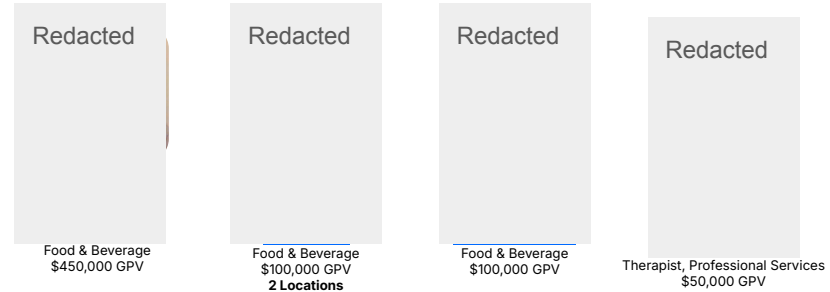 Redacted
Food & Beverage
$450,000 GPV
Redacted
Food & Beverage
$100,000 GPV
2 Locations
Redacted
Food & Beverage
$100,000 GPV
Redacted
Therapist, Professional Services
$50,000 GPV